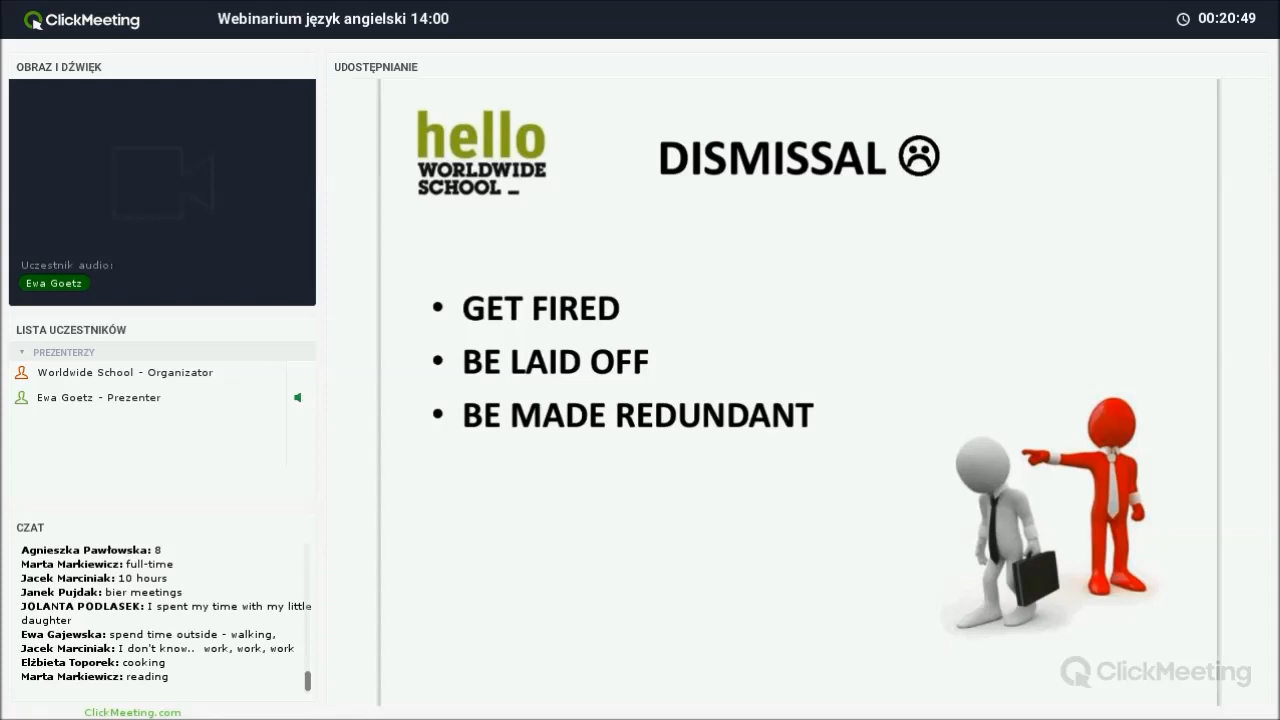 ClickMeeting
Webinarium język angielski 14:00
00:20:49
OBRAZ I DŹWIĘK
Uczestnik audio:
Ewa Goetz
LISTA UCZESTNIKÓW
PREZENTERZY
Worldwide School - Organizator
Ewa Goetz - Prezenter
CZAT
Agnieszka Pawłowska: 8
Marta Markiewicz: full-time
Jacek Marciniak: 10 hours
Janek Pujdak: bier meetings
JOLANTA PODLASEK: I spent my time with my little
daughter
Ewa Gajewska: spend time outside - walking,
Jacek Marciniak: I don't know.. work, work, work
Elżbieta Toporek: cooking
Marta Markiewicz: reading
ClickMeeting.com
UDOSTĘPNIANIE
hello
WORLDWIDE
SCHOOL _
DISMISSAL ☹
• GET FIRED
• BE LAID OFF
• BE MADE REDUNDANT
ClickMeeting